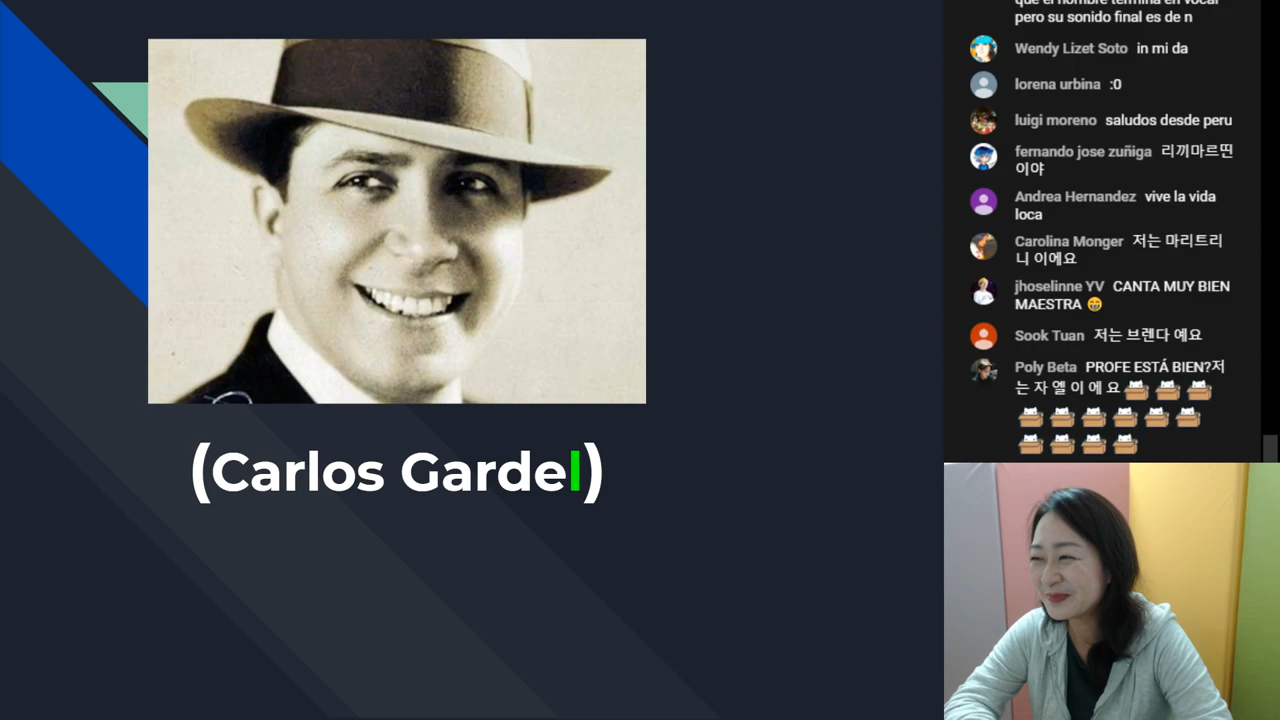 (Carlos Gardel)
que el nombre termina en vocal
pero su sonido final es de n
Wendy Lizet Soto in mi da
lorena urbina :0
luigi moreno saludos desde peru
fernando jose zuñiga 리끼마르띤
이야
Andrea Hernandez vive la vida
loca
Carolina Monger 저는 마리트리
니 이에요
jhoselinne YV CANTA MUY BIEN
MAESTRA 😁
Sook Tuan 저는 브렌다 예요
Poly Beta PROFE ESTÁ BIEN?저
는 자 엘 이 에 요